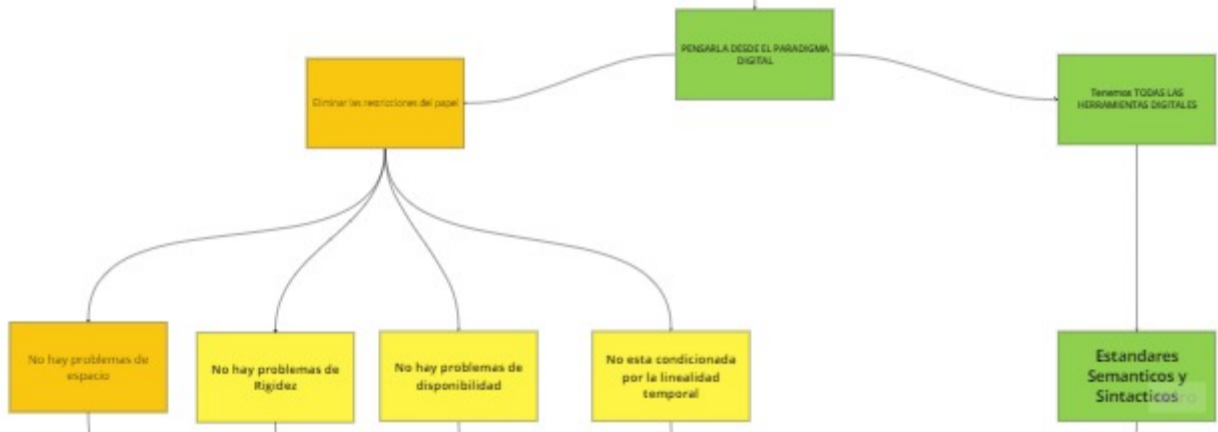 PENSARLA DESDE EL PARADIGMA
DIGITAL
Eliminar las restricciones del papel
Tenemos TODAS LAS
HERRAMIENTAS DIGITALES
No hay problemas de
espacio
No hay problemas de
Rigidez
No hay problemas de
disponibilidad
No esta condicionada
por la linealidad
temporal
Estandares
Semanticos y
Sintacticos